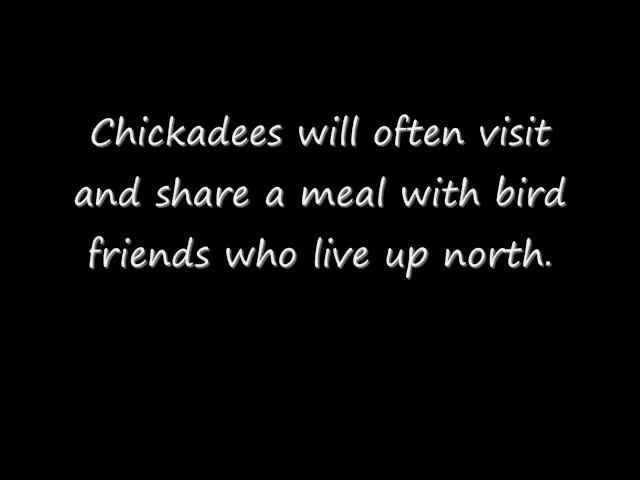 Chickadees will often visit
and share a meal with bird
friends who live up north.